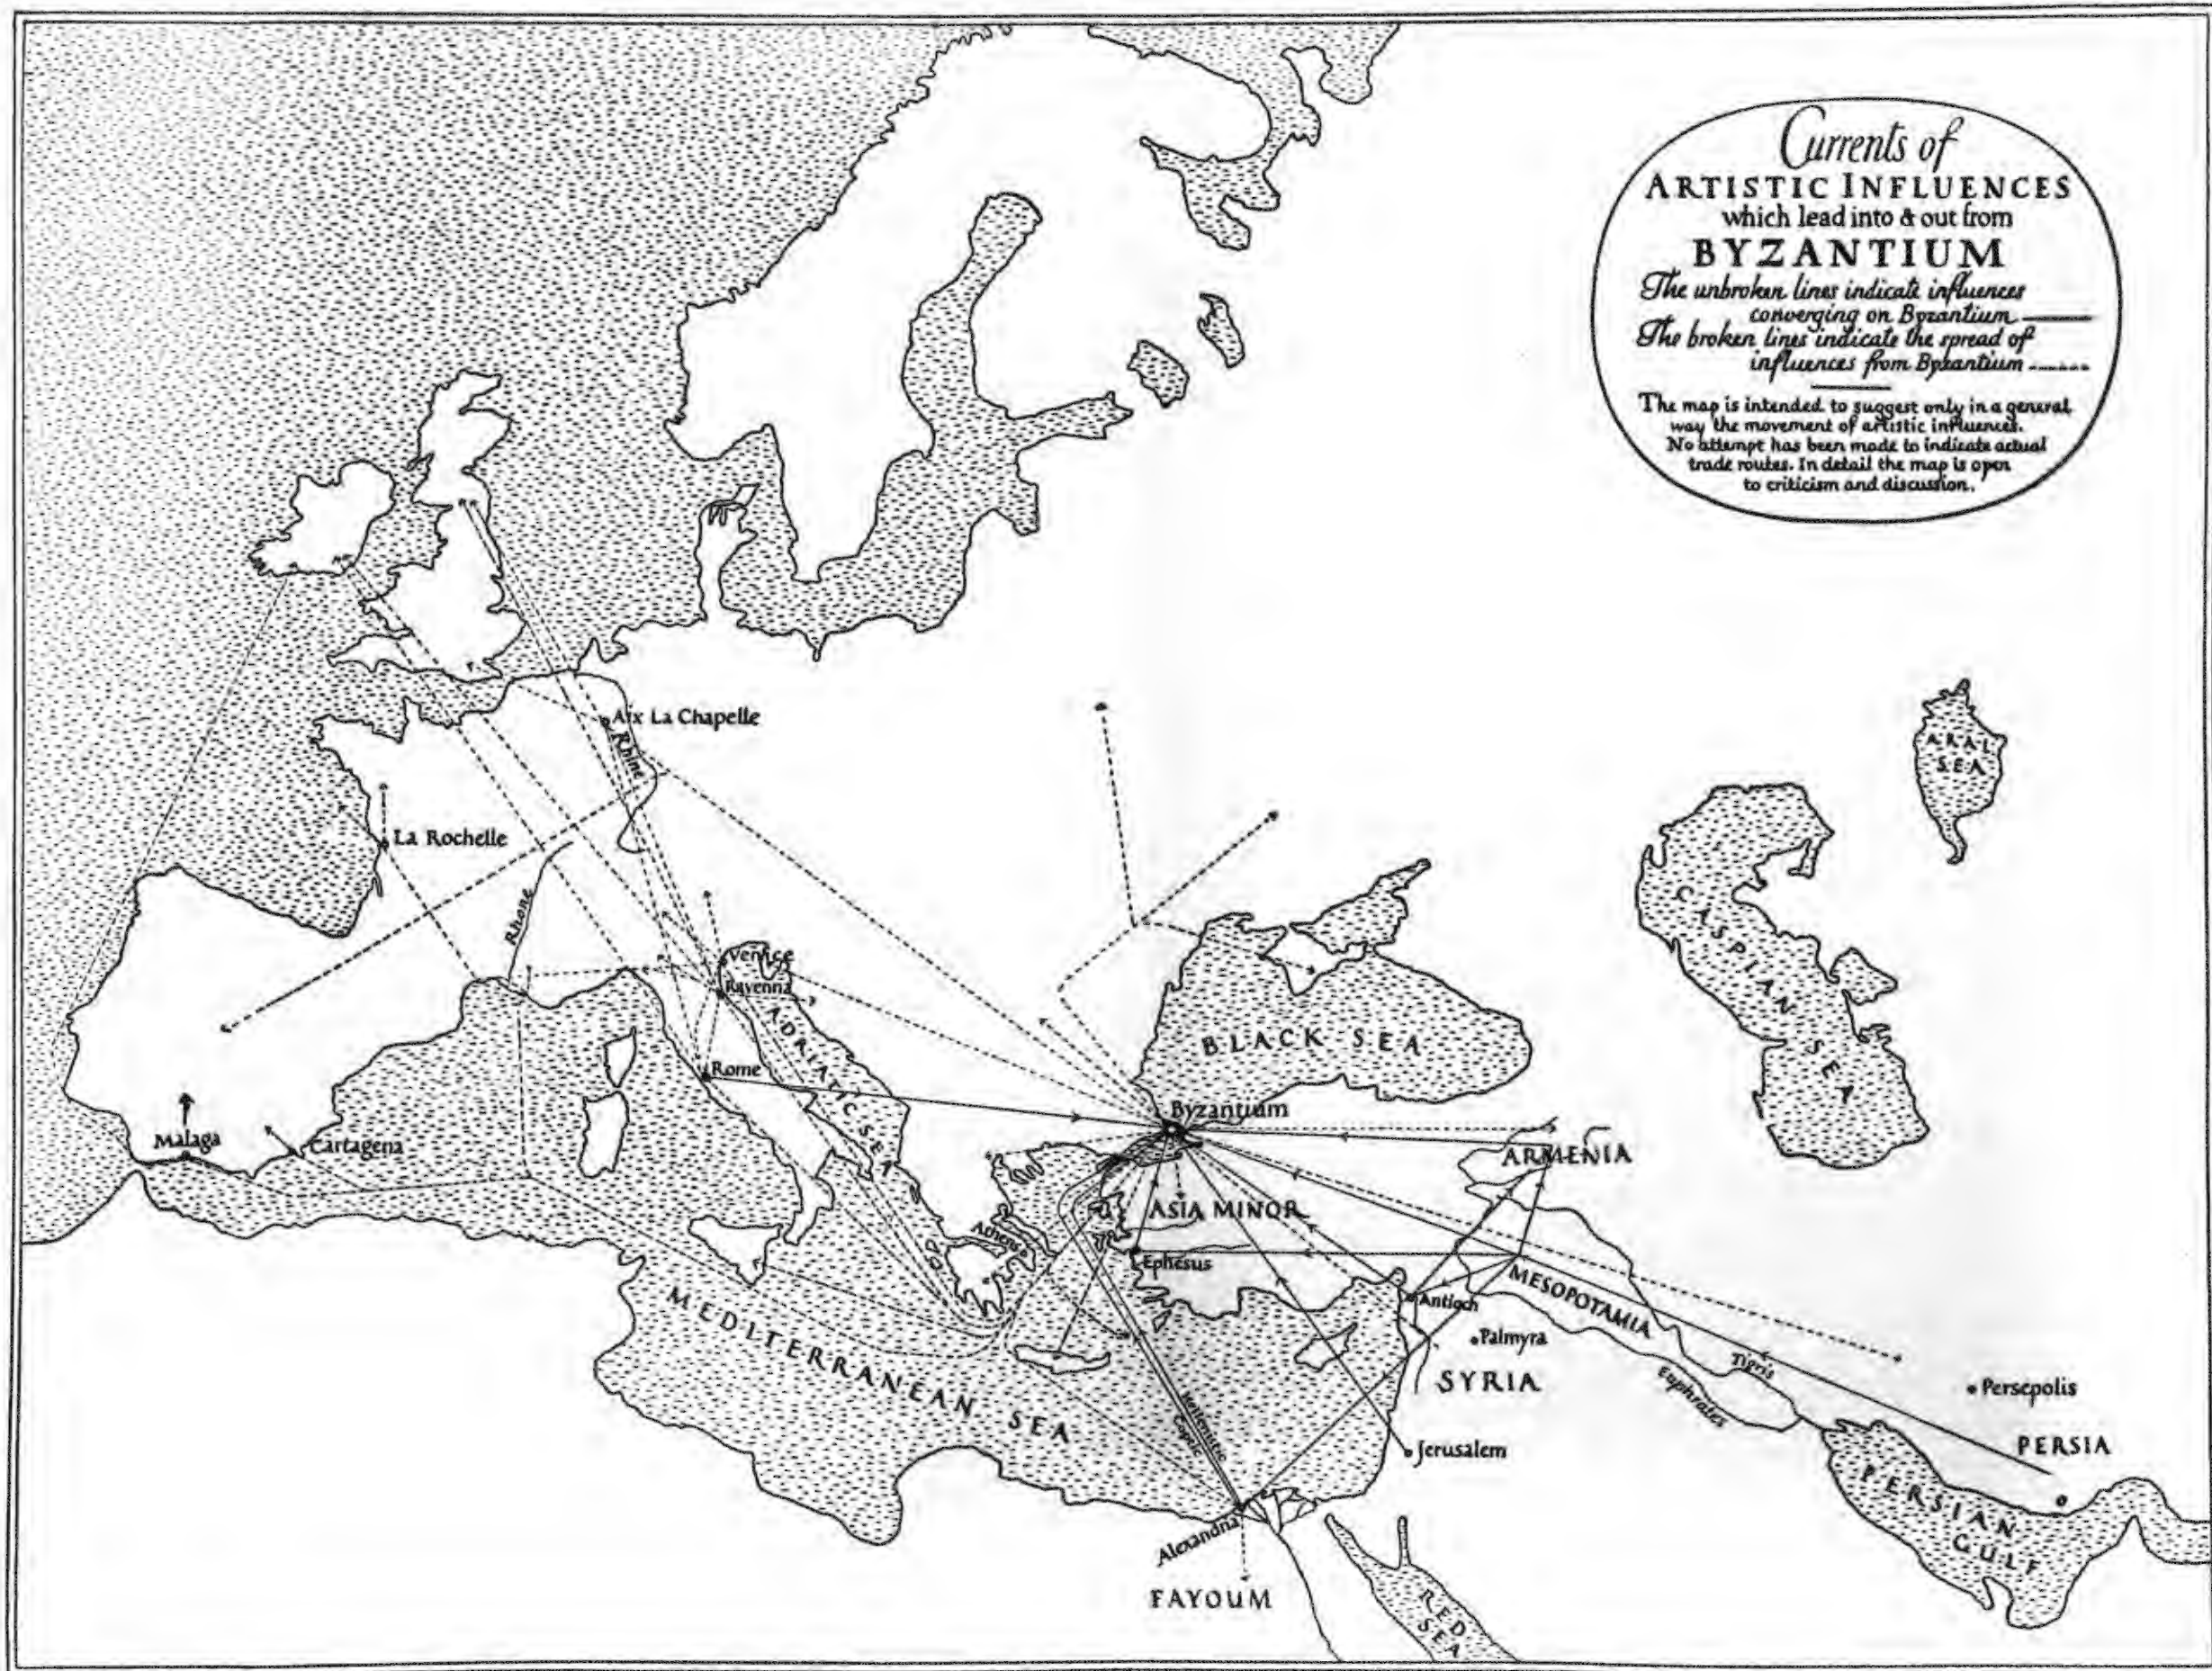 Currents of
ARTISTIC INFLUENCES
which lead into & out from
BYZANTIUM
The unbroken lines indicate influences
converging on Byzantium
The broken lines indicate the spread of
influences from Byzantium
The map is intended to suggest only in a general
way the movement of artistic influences.
No attempt has been made to indicate actual
trade routes. In detail the map is open
to criticism and discussion.
Aix La Chapelle
Rhine
ARAL
SEA
La Rochelle
Rhone
CASPIAN SEA
Venice
Ravenna
ADRIATIC SEA
BLACK SEA
Rome
Byzantium
Malaga
Cartagena
ARMENIA
ASIA MINOR
Athens
Ephesus
MESOPOTAMIA
Antioch
Palmyra
MEDITERRANEAN SEA
SYRIA
Tigris
Euphrates
Persepolis
Hellenistic
Coptic
Jerusalem
PERSIA
PERSIAN
GULF
Alexandria
FAYOUM
RED
SEA